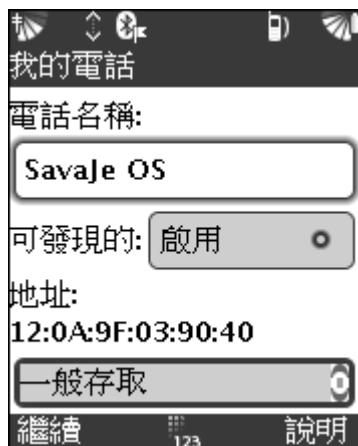 我的電話
電話名稱:
SavaJe OS
可發現的: 啟用
地址:
12:0A:9F:03:90:40
一般存取
繼續 123 說明